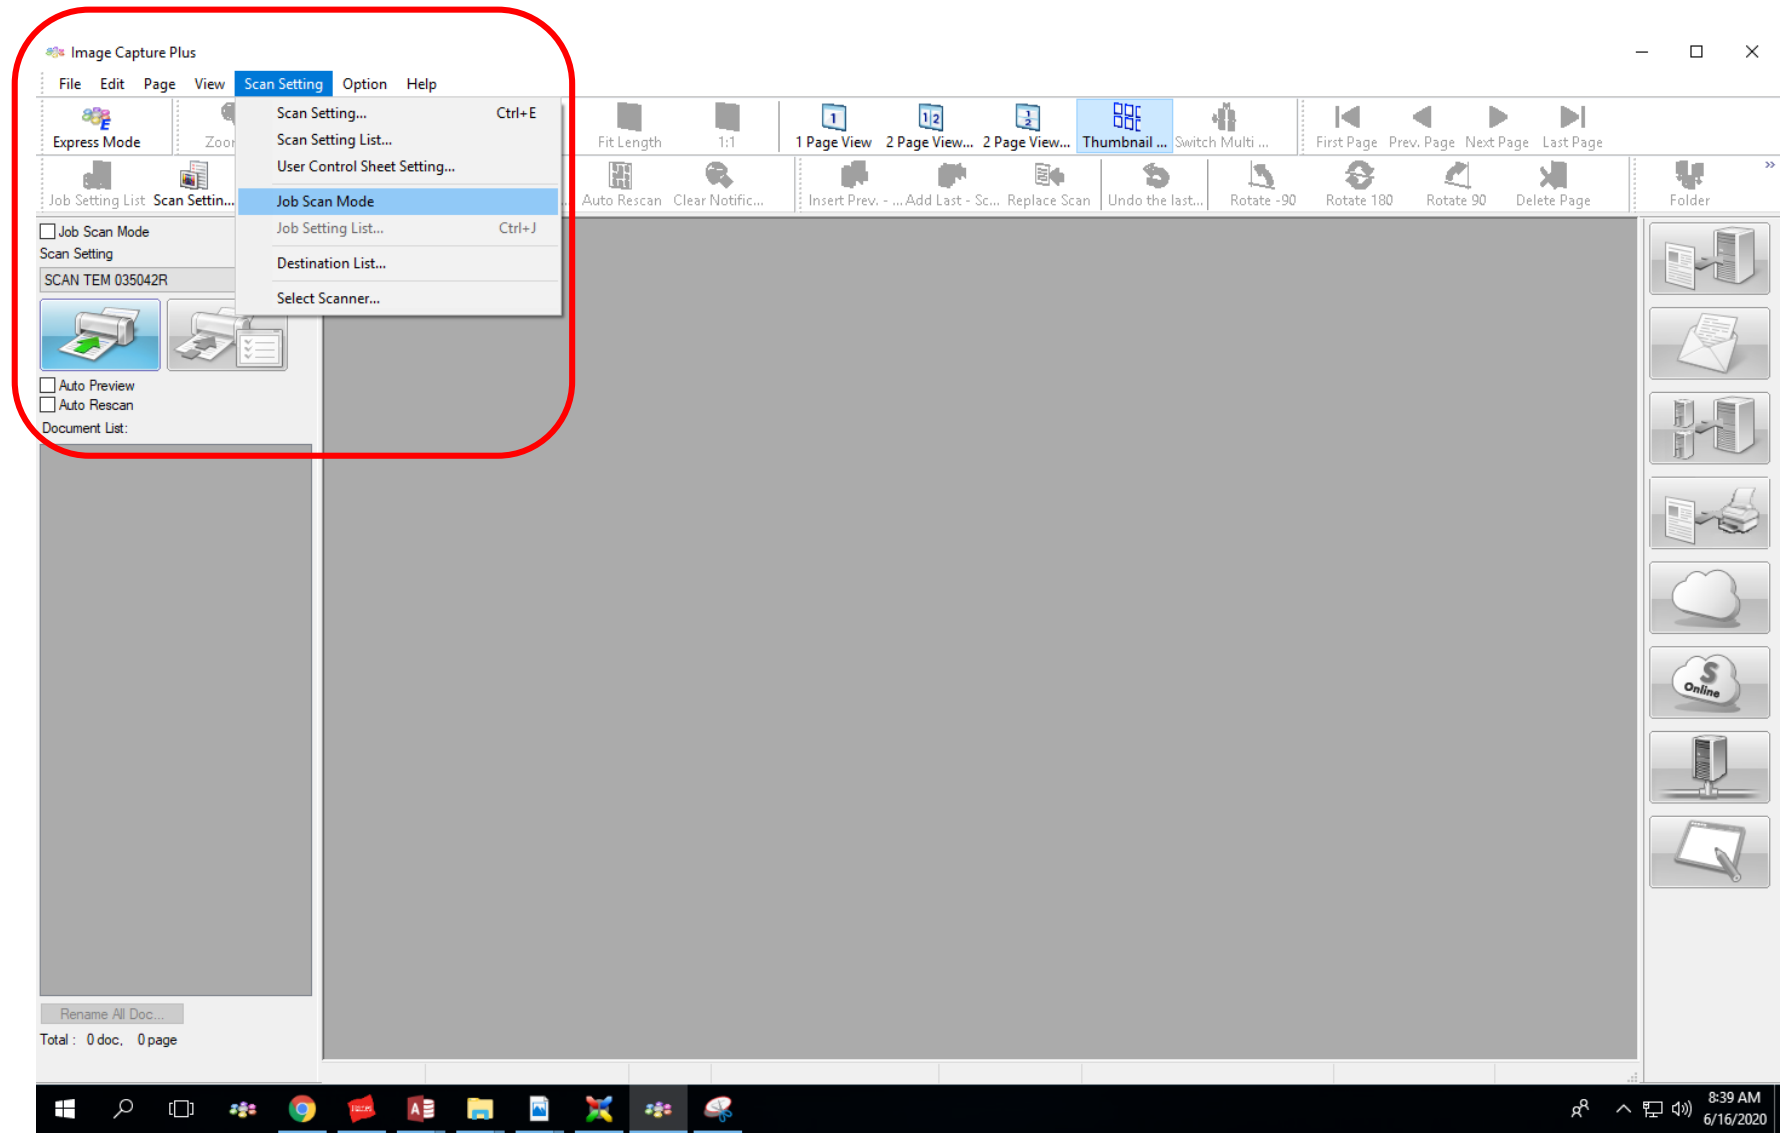 Image Capture Plus
File Edit Page View Scan Setting Option Help
Scan Setting... Ctrl+E
Scan Setting List...
User Control Sheet Setting...
Job Scan Mode
Job Setting List... Ctrl+J
Destination List...
Select Scanner...
Express Mode Zoor Fit Length 1:1 1 Page View 2 Page View... 2 Page View... Thumbnail ... Switch Multi ... First Page Prev. Page Next Page Last Page
Job Setting List Scan Settin... Auto Rescan Clear Notific... Insert Prev. - ... Add Last - Sc... Replace Scan Undo the last... Rotate -90 Rotate 180 Rotate 90 Delete Page Folder
Job Scan Mode
Scan Setting
SCAN TEM 035042R
Auto Preview
Auto Rescan
Document List:
S
Online
Rename All Doc...
Total : 0 doc, 0 page
8:39 AM
6/16/2020